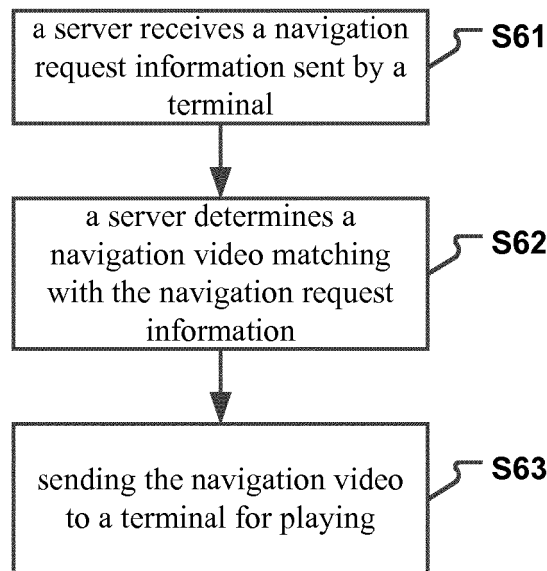 a server receives a navigation
request information sent by a
terminal
S61
a server determines a
navigation video matching
with the navigation request
information
S62
sending the navigation video
to a terminal for playing
S63